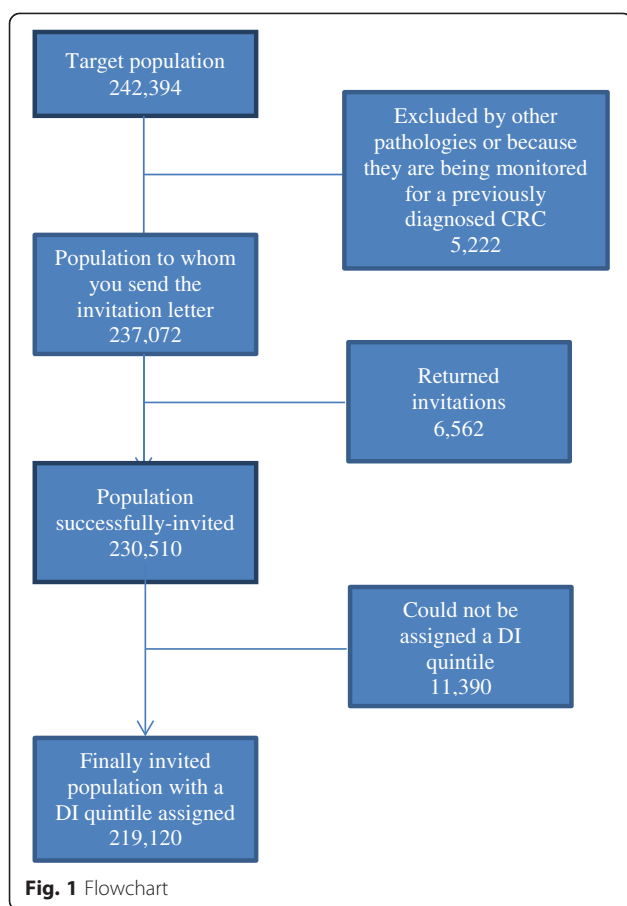 Target population
242,394
Excluded by other
pathologies or because
they are being monitored
for a previously
diagnosed CRC
5,222
Population to whom
you send the
invitation letter
237,072
Returned
invitations
6,562
Population
successfully-invited
230,510
Could not be
assigned a DI
quintile
11,390
Finally invited
population with a
DI quintile assigned
219,120
Fig. 1 Flowchart